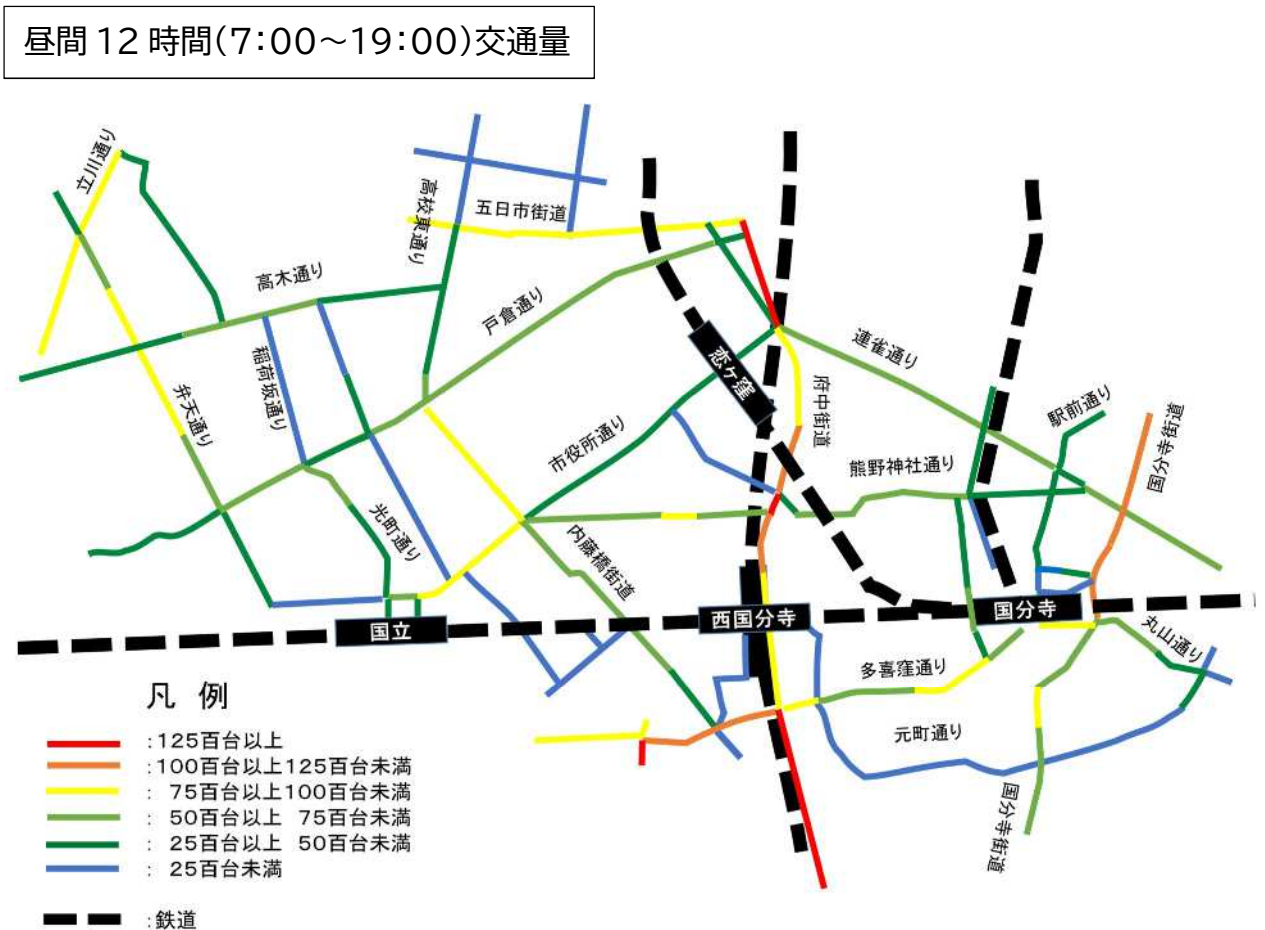 昼間12時間(7:00～19:00)交通量
立川通り
高校東通り
五日市街道
高木通り
戸倉通り
稲荷坂通り
弁天通り
恋ヶ窪
連雀通り
府中街道
駅前通り
国分寺街道
市役所通り
熊野神社通り
光町通り
内藤橋街道
国立
西国分寺
国分寺
丸山通り
多喜窪通り
元町通り
国分寺街道
凡 例
:125百台以上
:100百台以上125百台未満
: 75百台以上100百台未満
: 50百台以上 75百台未満
: 25百台以上 50百台未満
: 25百台未満
:鉄道